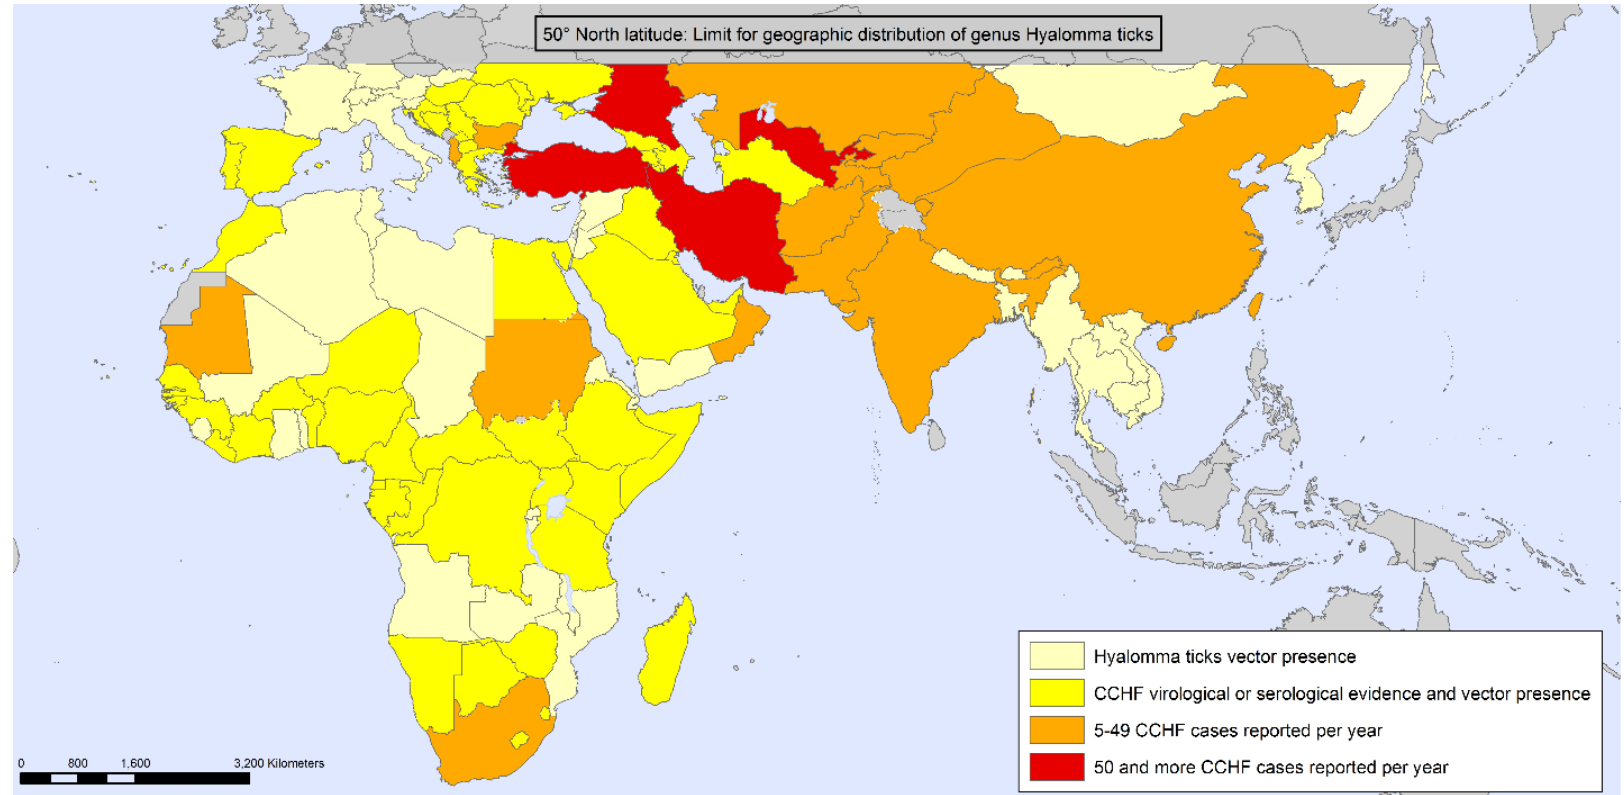 50° North latitude: Limit for geographic distribution of genus Hyalomma ticks
Hyalomma ticks vector presence
CCHF virological or serological evidence and vector presence
5-49 CCHF cases reported per year
50 and more CCHF cases reported per year
0 800 1,600 3,200 Kilometers